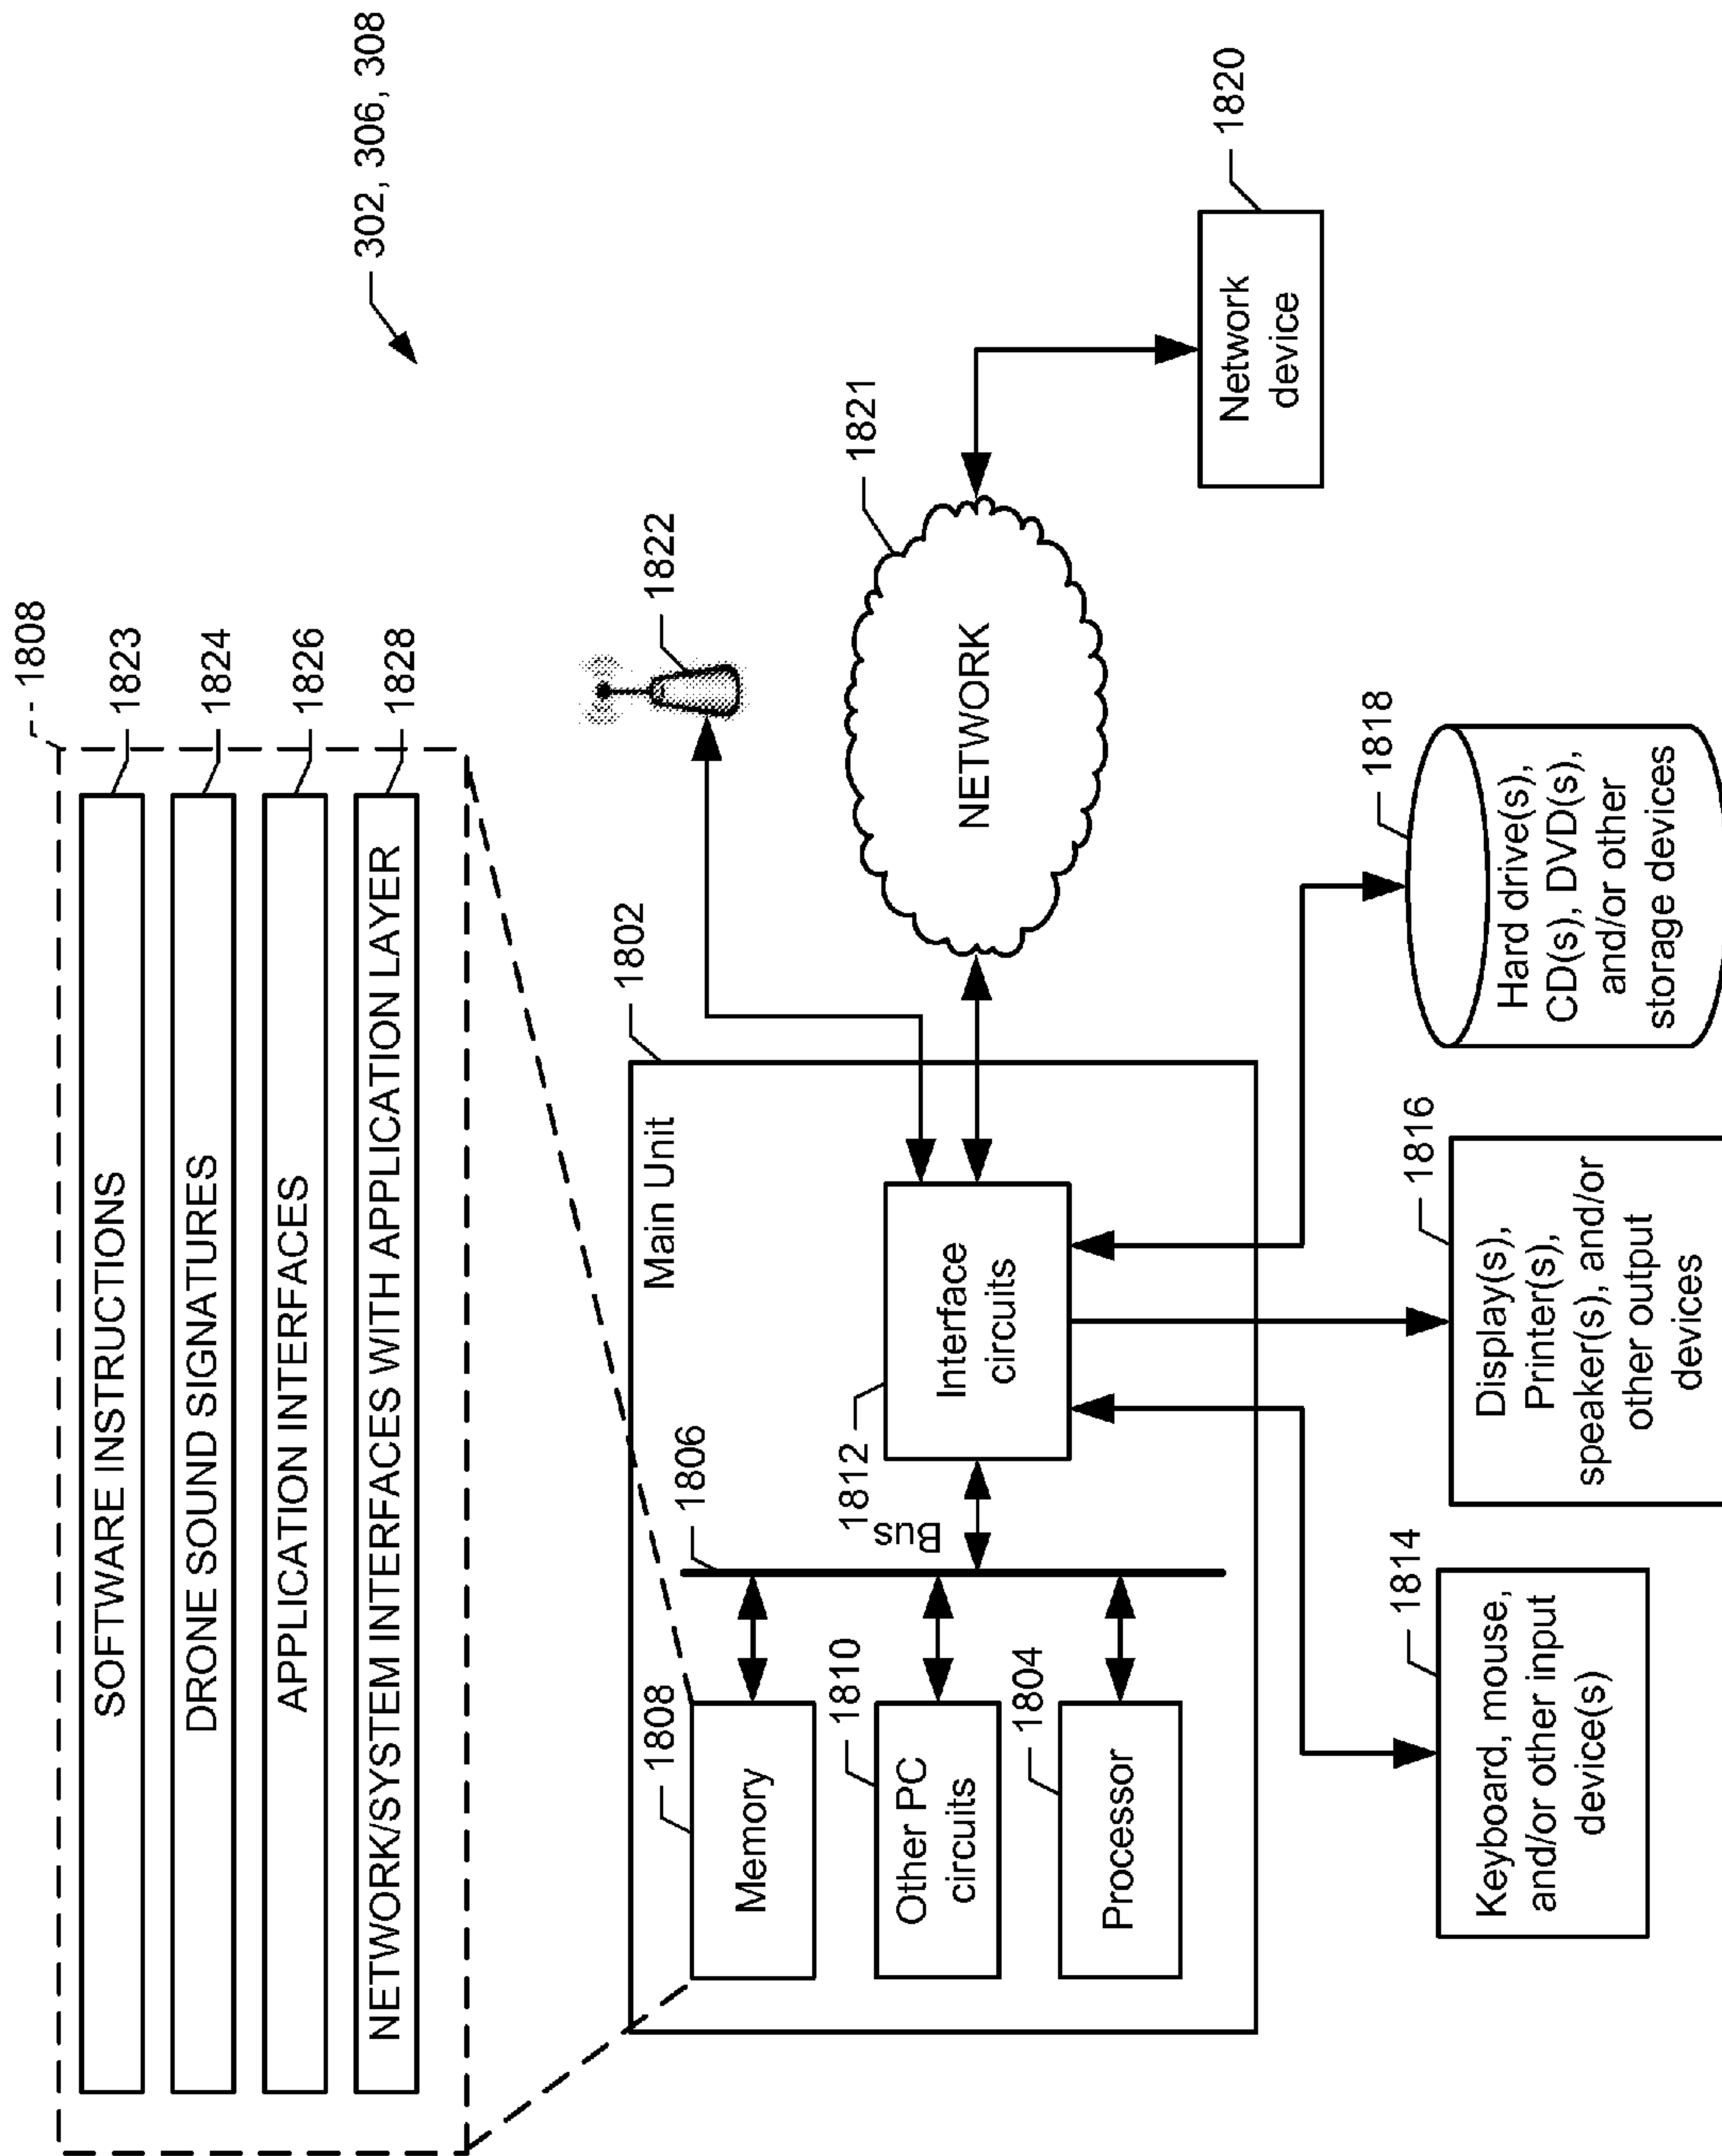 1808
SOFTWARE INSTRUCTIONS
1823
DRONE SOUND SIGNATURES
1824
APPLICATION INTERFACES
1826
NETWORK/SYSTEM INTERFACES WITH APPLICATION LAYER
1828
302, 306, 308
1822
1802
Main Unit
1808
Memory
1806
1810
Other PC
circuits
Bus
1812
Interface
circuits
1804
Processor
NETWORK
1821
Network
device
1820
1814
Keyboard, mouse,
and/or other input
device(s)
1816
Display(s),
Printer(s),
speaker(s), and/or
other output
devices
1818
Hard drive(s),
CD(s), DVD(s),
and/or other
storage devices